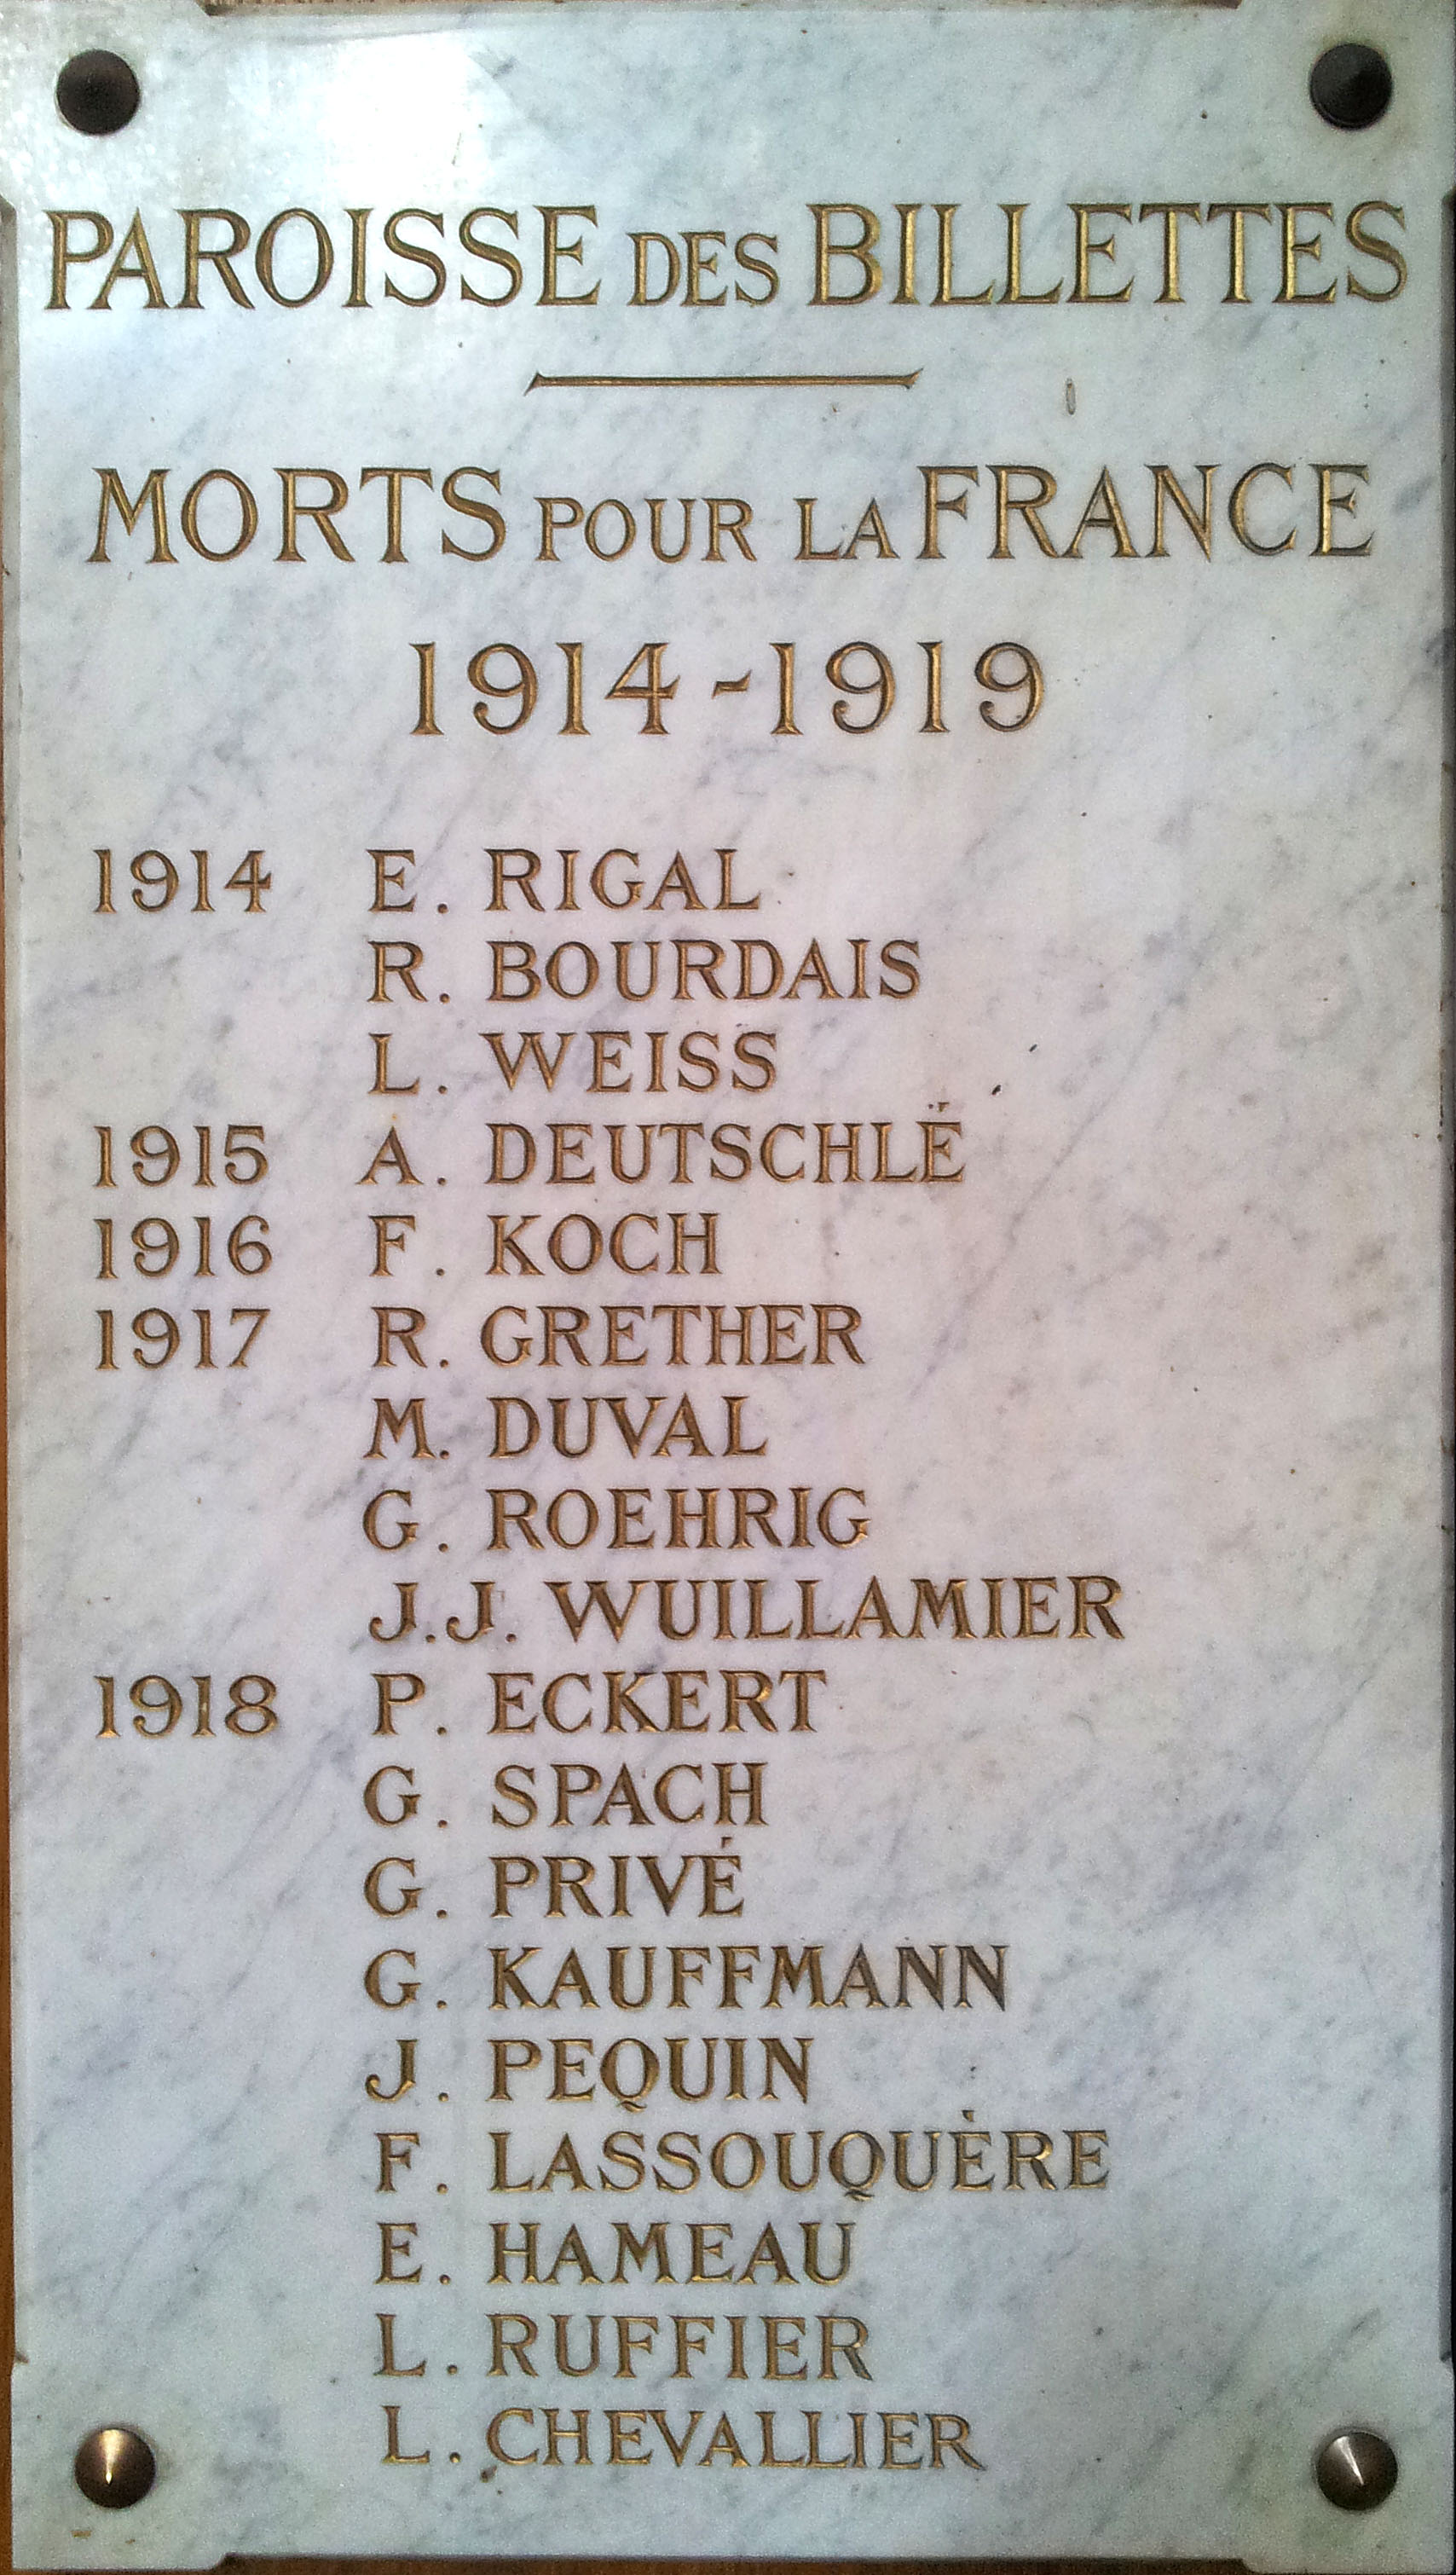 PAROISSE DES BILLETTES
MORTS POUR LA FRANCE
1914-1919
1914 E. RIGAL
R. BOURDAIS
L. WEISS
1915 A. DEUTSCHLË
1916 F. KOCH
1917 R. GRETHER
M. DUVAL
G. ROEHRIG
J.J. WUILLAMIER
1918 P. ECKERT
G. SPACH
G. PRIVÉ
G. KAUFFMANN
J. PEQUIN
F. LASSOUQUÈRE
E. HAMEAU
L. RUFFIER
L. CHEVALLIER